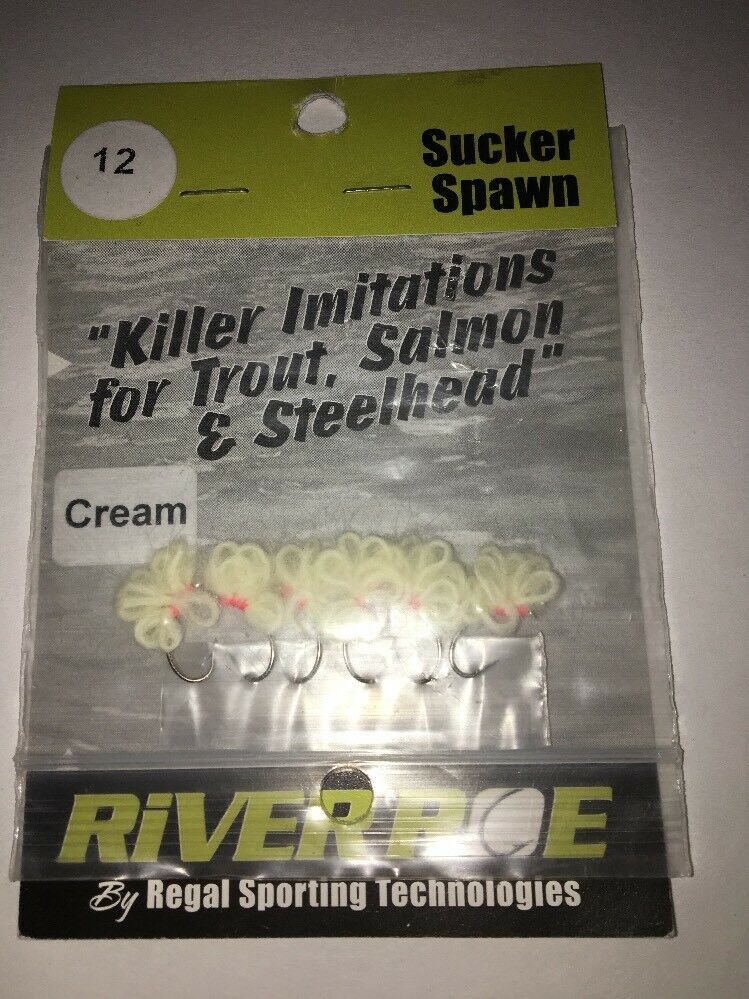 12
Sucker
Spawn
"Killer Imitations
for Trout, Salmon
& Steelhead"
Cream
RiVER ROE
By Regal Sporting Technologies